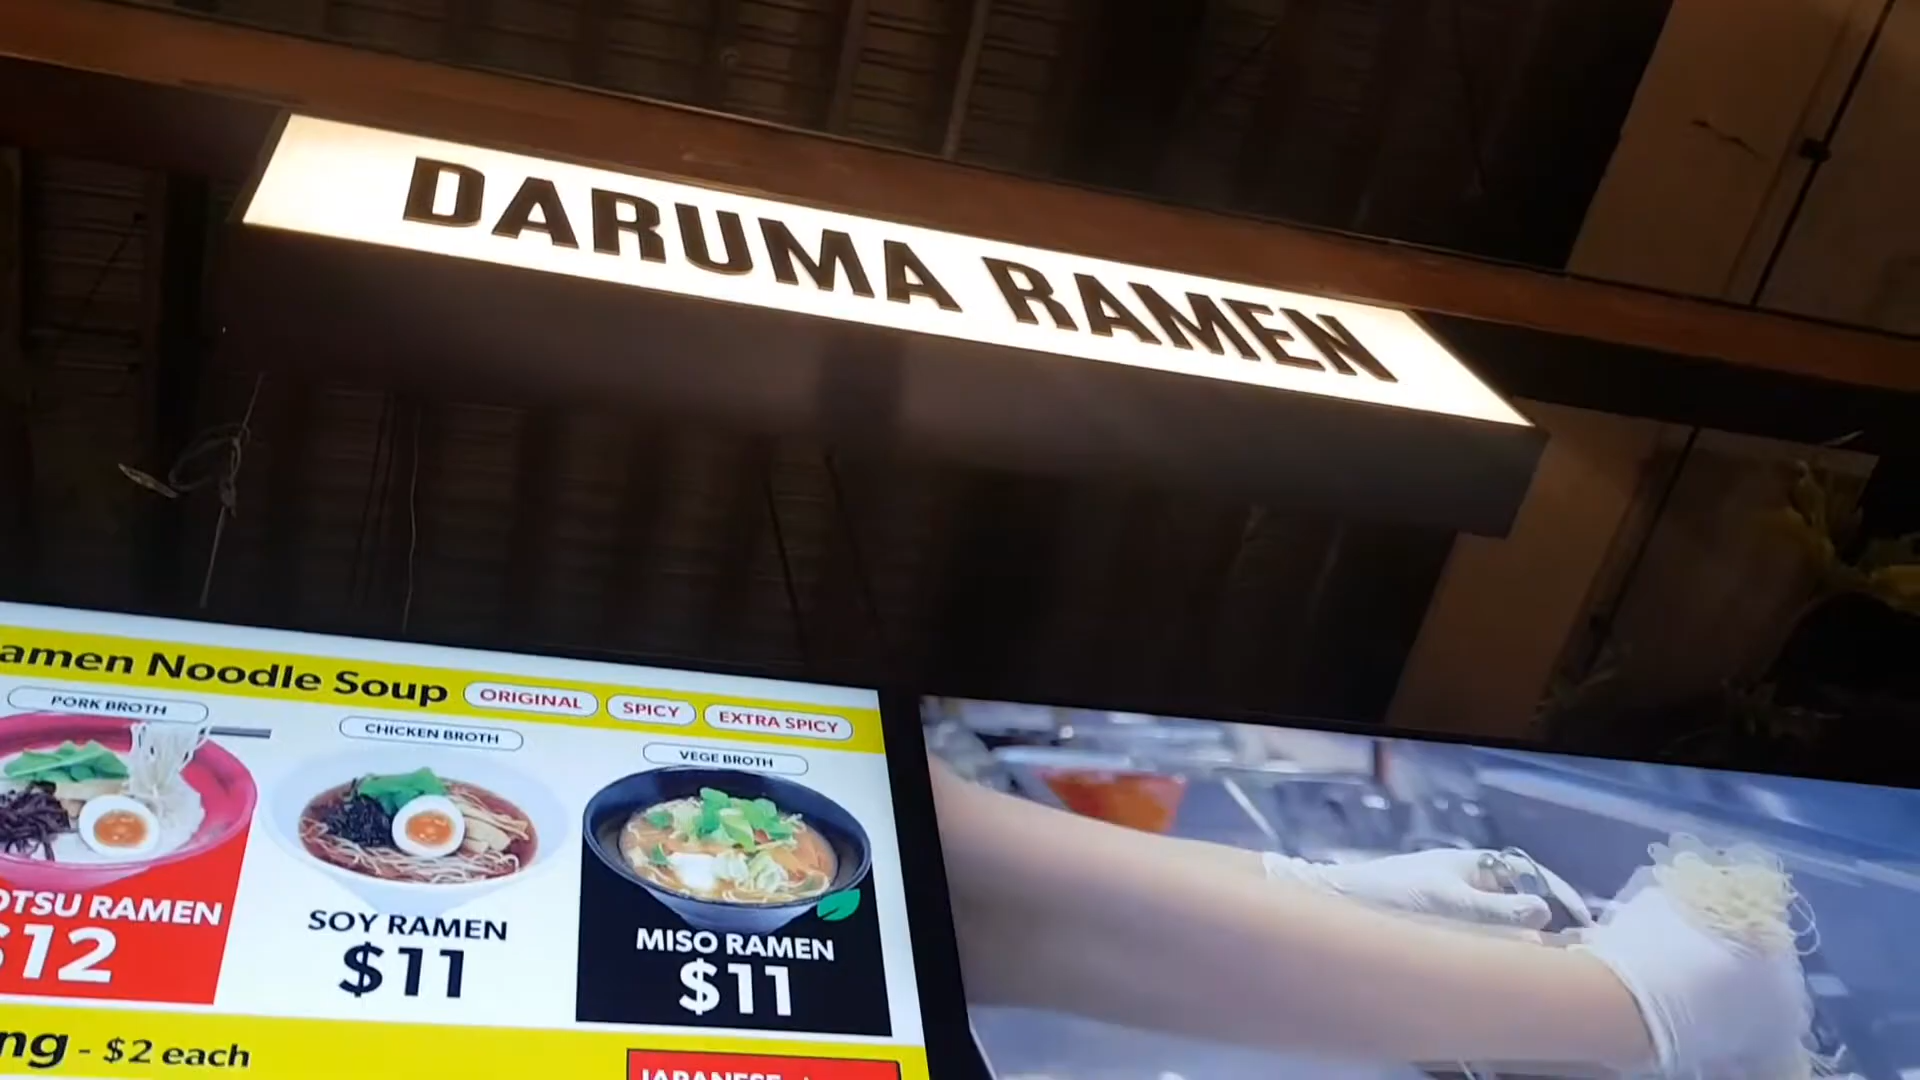 DARUMA RAMEN
amen Noodle Soup ORIGINAL SPICY EXTRA SPICY
PORK BROTH
CHICKEN BROTH
VEGE BROTH
OTSU RAMEN
$12
SOY RAMEN
$11
MISO RAMEN
$11
ng - $2 each
JAPANESE